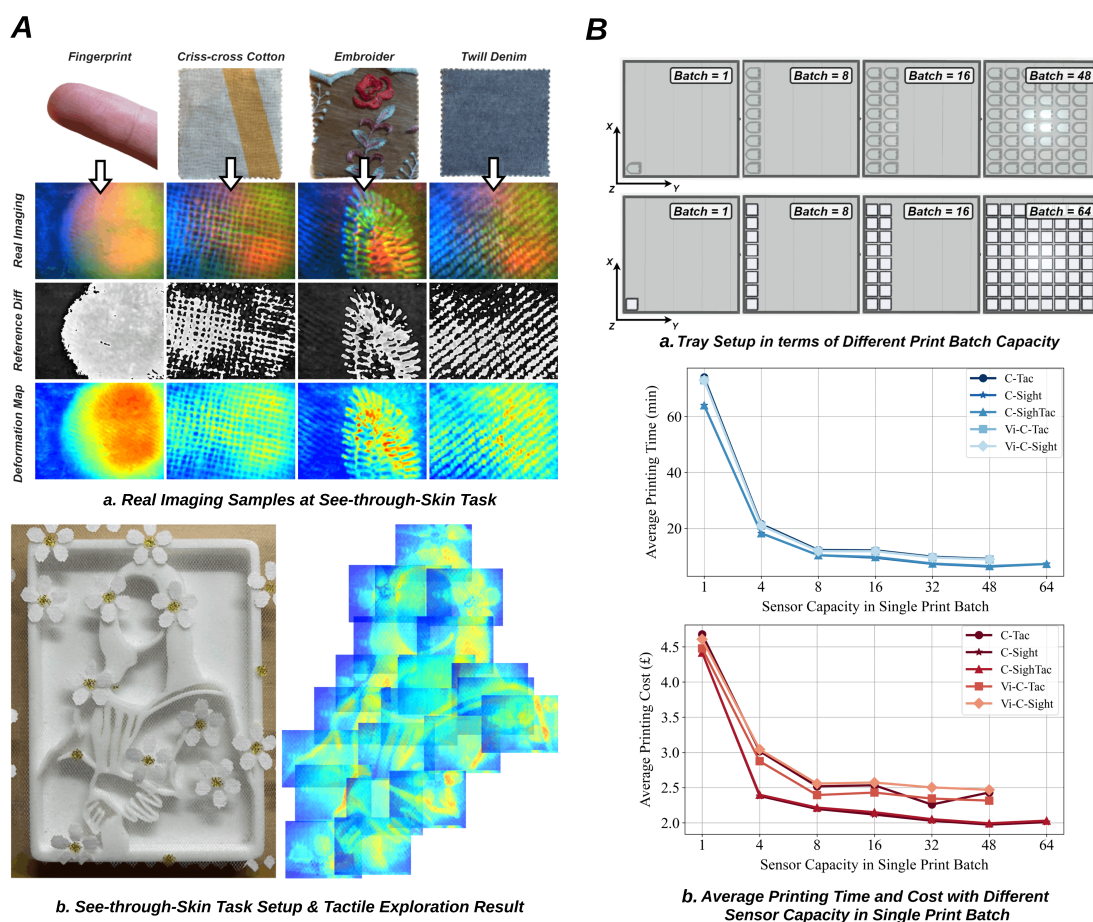 A
Fingerprint
Criss-cross Cotton
Embroider
Twill Denim
Real Imaging
Reference Diff
Deformation Map
a. Real Imaging Samples at See-through-Skin Task
b. See-through-Skin Task Setup & Tactile Exploration Result
B
Batch = 1
Batch = 8
Batch = 16
Batch = 48
X
Z
Y
Batch = 1
Batch = 8
Batch = 16
Batch = 64
X
Z
Y
a. Tray Setup in terms of Different Print Batch Capacity
Average Printing Time (min)
60
40
20
C-Tac
C-Sight
C-SighTac
Vi-C-Tac
Vi-C-Sight
1 4 8 16 32 48 64
Sensor Capacity in Single Print Batch
Average Printing Cost (£)
4.5
4.0
3.5
3.0
2.5
2.0
C-Tac
C-Sight
C-SighTac
Vi-C-Tac
Vi-C-Sight
1 4 8 16 32 48 64
Sensor Capacity in Single Print Batch
b. Average Printing Time and Cost with Different
Sensor Capacity in Single Print Batch